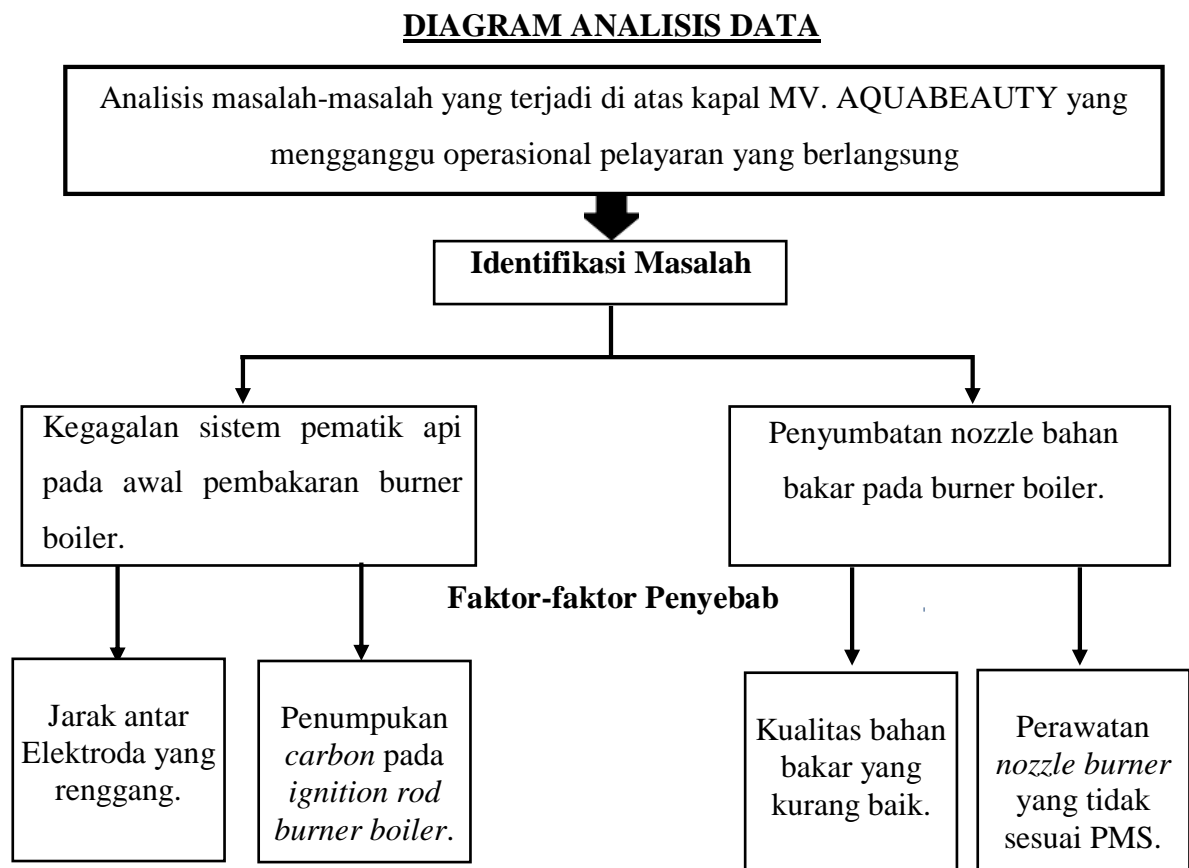 DIAGRAM ANALISIS DATA
Analisis masalah-masalah yang terjadi di atas kapal MV. AQUABEAUTY yang
mengganggu operasional pelayaran yang berlangsung
Identifikasi Masalah
Kegagalan sistem pematik api
pada awal pembakaran burner
boiler.
Penyumbatan nozzle bahan
bakar pada burner boiler.
Faktor-faktor Penyebab
Jarak antar
Elektroda yang
renggang.
Penumpukan
carbon pada
ignition rod
burner boiler.
Kualitas bahan
bakar yang
kurang baik.
Perawatan
nozzle burner
yang tidak
sesuai PMS.